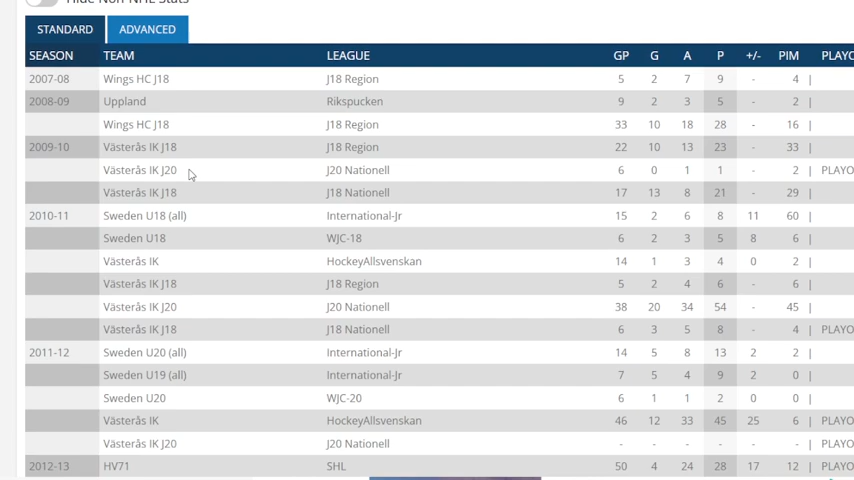 Hide Non-NHL Stats
STANDARD ADVANCED
SEASON TEAM LEAGUE GP G A P +/- PIM PLAYO
2007-08 Wings HC J18 J18 Region 5 2 7 9 - 4 |
2008-09 Uppland Rikspucken 9 2 3 5 - 2 |
Wings HC J18 J18 Region 33 10 18 28 - 16 |
2009-10 Västerås IK J18 J18 Region 22 10 13 23 - 33 |
Västerås IK J20 J20 Nationell 6 0 1 1 - 2 | PLAYO
Västerås IK J18 J18 Nationell 17 13 8 21 - 29 |
2010-11 Sweden U18 (all) International-Jr 15 2 6 8 11 60 |
Sweden U18 WJC-18 6 2 3 5 8 6 |
Västerås IK HockeyAllsvenskan 14 1 3 4 0 2 |
Västerås IK J18 J18 Region 5 2 4 6 - 6 |
Västerås IK J20 J20 Nationell 38 20 34 54 - 45 |
Västerås IK J18 J18 Nationell 6 3 5 8 - 4 | PLAYO
2011-12 Sweden U20 (all) International-Jr 14 5 8 13 2 2 |
Sweden U19 (all) International-Jr 7 5 4 9 2 0 |
Sweden U20 WJC-20 6 1 1 2 0 0 |
Västerås IK HockeyAllsvenskan 46 12 33 45 25 6 | PLAYO
Västerås IK J20 J20 Nationell - - - - - - | PLAYO
2012-13 HV71 SHL 50 4 24 28 17 12 | PLAYO